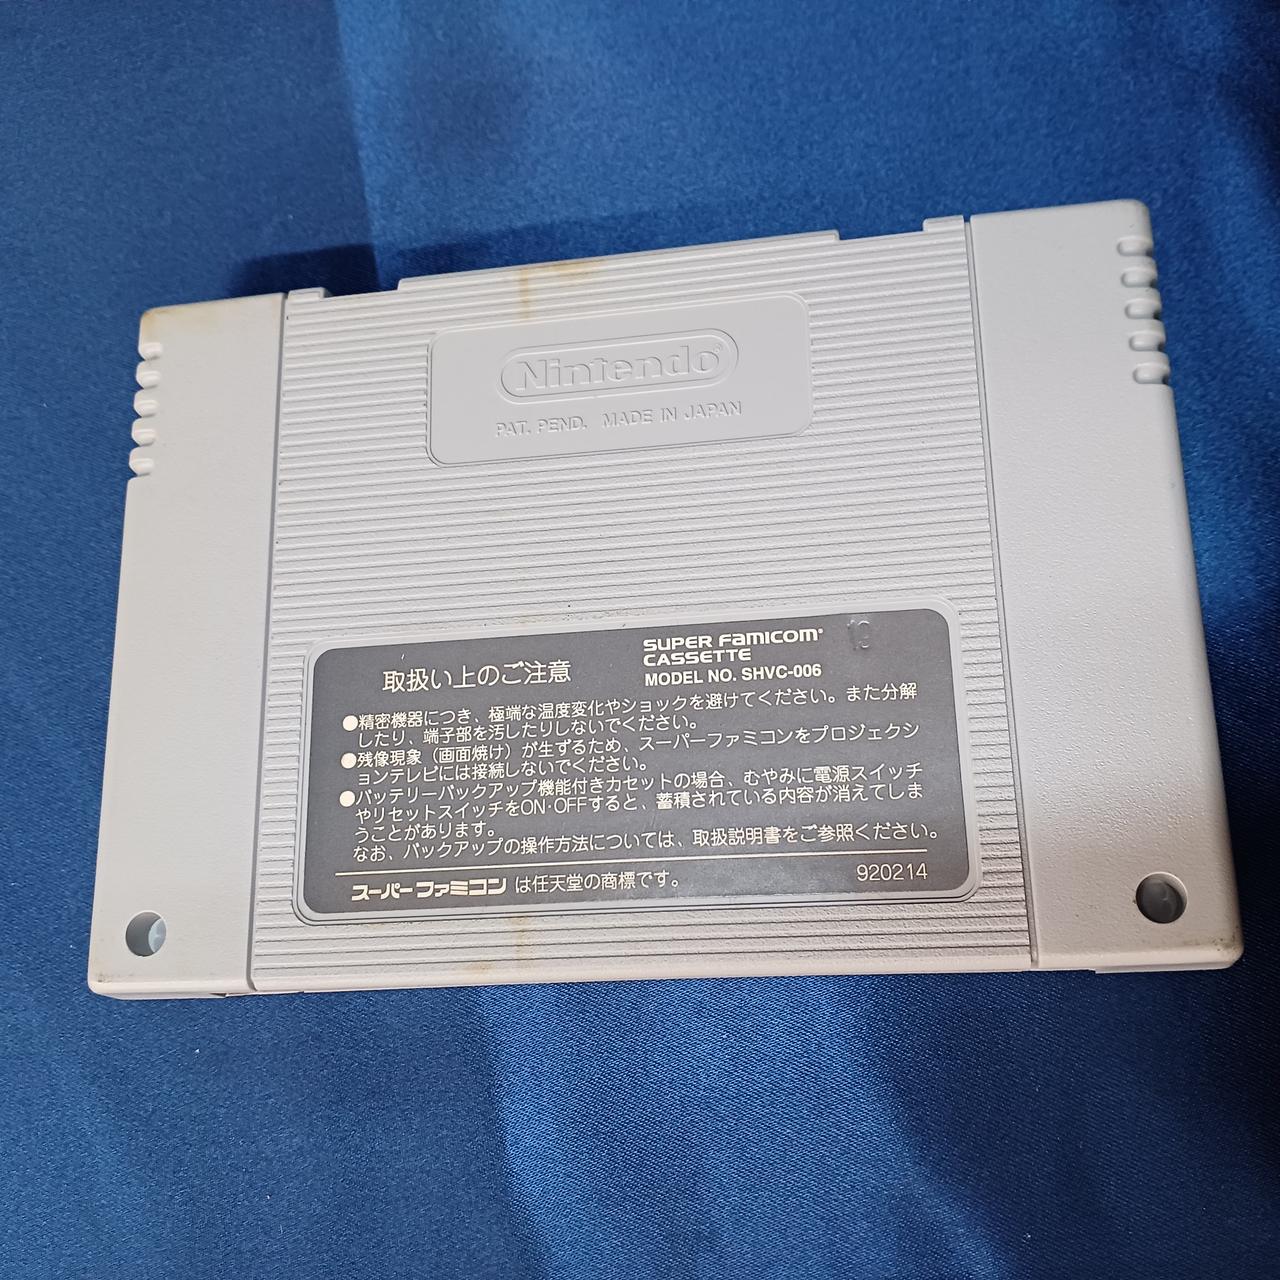 Nintendo®
PAT. PEND. MADE IN JAPAN
取扱い上のご注意
SUPER FAMICOM®
CASSETTE
MODEL NO. SHVC-006
19
●精密機器につき、極端な温度変化やショックを避けてください。また分解
したり、端子部を汚したりしないでください。
●残像現象(画面焼け)が生ずるため、スーパーファミコンをプロジェクシ
ョンテレビには接続しないでください。
●バッテリーバックアップ機能付きカセットの場合、むやみに電源スイッチ
やリセットスイッチをON·OFFすると、蓄積されている内容が消えてしま
うことがあります。
なお、バックアップの操作方法については、取扱説明書をご参照ください。
スーパーファミコン は任天堂の商標です。
920214